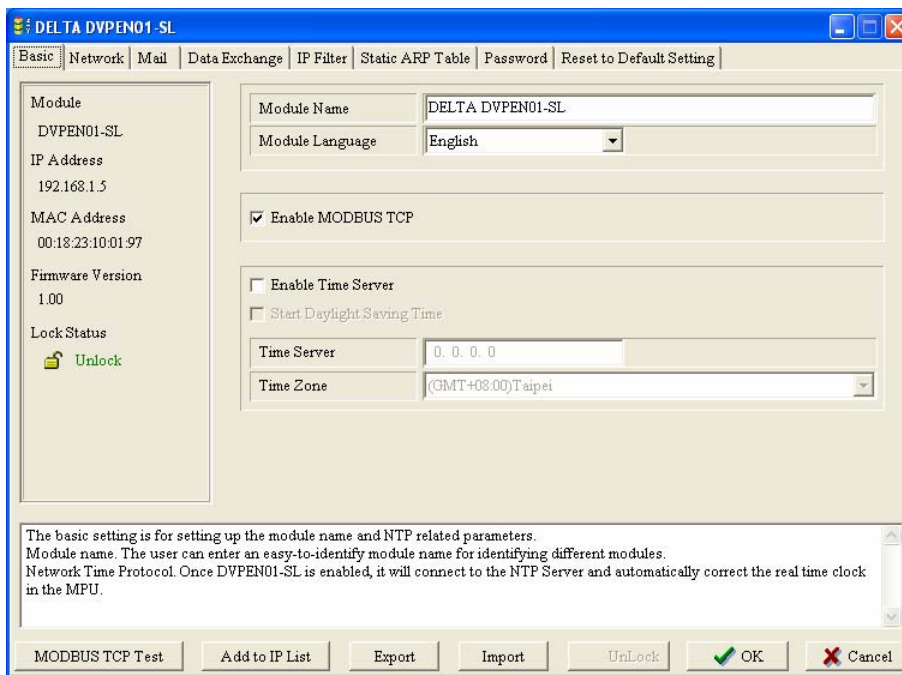 DELTA DVPEN01-SL
Basic Network Mail Data Exchange IP Filter Static ARP Table Password Reset to Default Setting
Module
DVPEN01-SL
IP Address
192.168.1.5
MAC Address
00:18:23:10:01:97
Firmware Version
1.00
Lock Status
Unlock
Module Name DELTA DVPEN01-SL
Module Language English
Enable MODBUS TCP
Enable Time Server
Start Daylight Saving Time
Time Server 0. 0. 0. 0
Time Zone (GMT+08:00)Taipei
The basic setting is for setting up the module name and NTP related parameters.
Module name. The user can enter an easy-to-identify module name for identifying different modules.
Network Time Protocol. Once DVPEN01-SL is enabled, it will connect to the NTP Server and automatically correct the real time clock
in the MPU.
MODBUS TCP Test Add to IP List Export Import UnLock OK Cancel